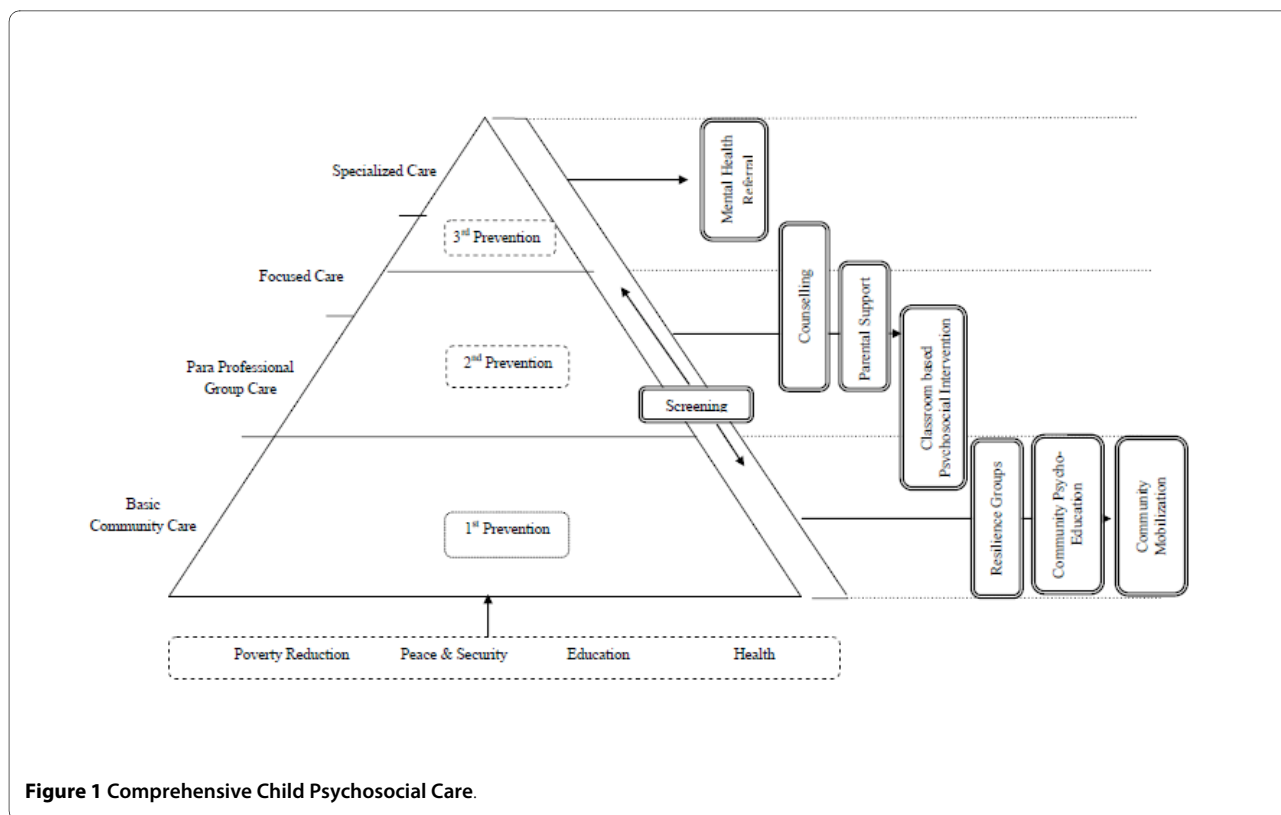 Specialized Care
3rd Prevention
Mental Health
Referral
Focused Care
Counselling
Parental Support
Para Professional
Group Care
2nd Prevention
Screening
Classroom based
Psychosocial Intervention
Basic
Community Care
1st Prevention
Resilience Groups
Community Psycho-
Education
Community
Mobilization
Poverty Reduction Peace & Security Education Health
Figure 1 Comprehensive Child Psychosocial Care.